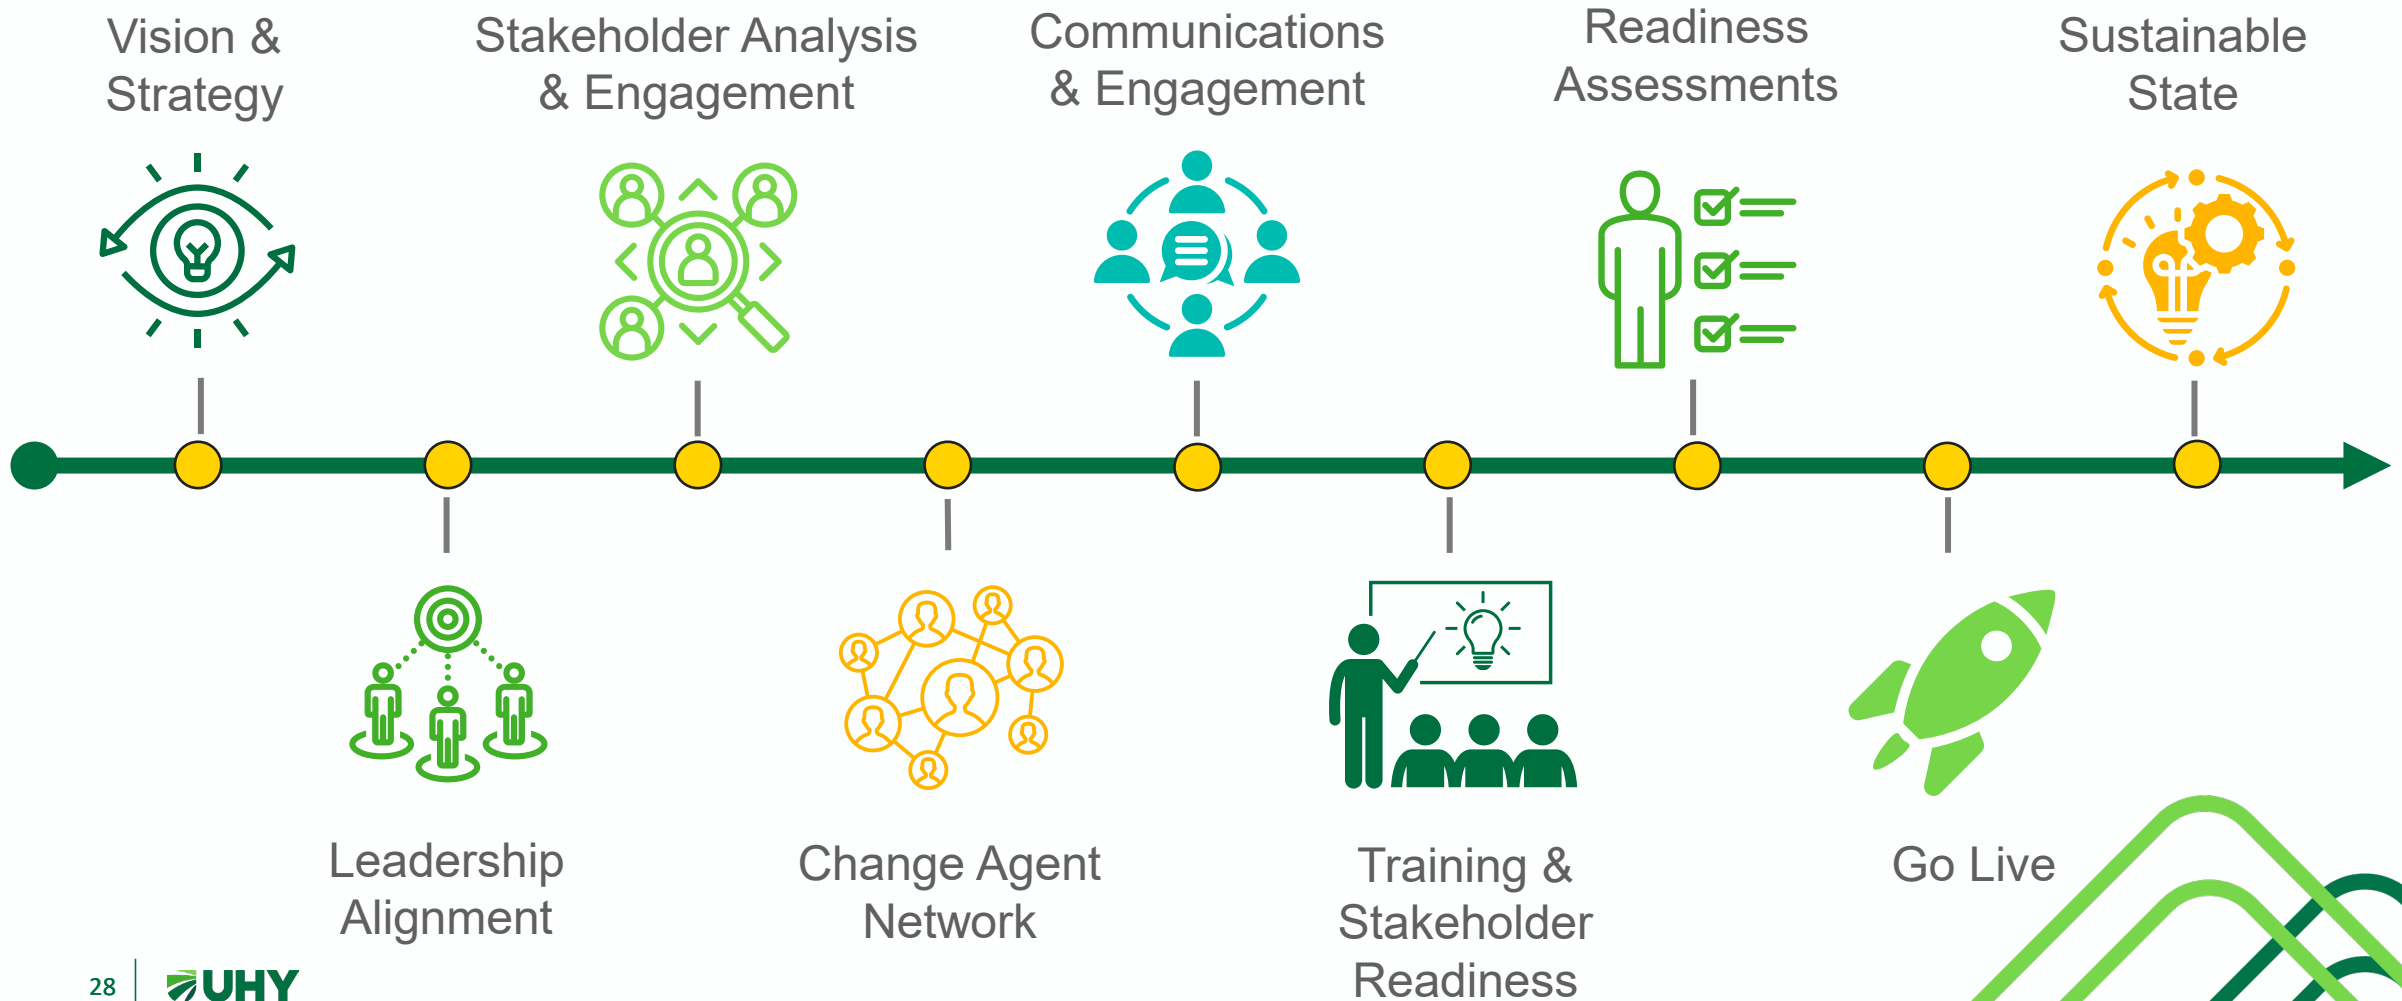 Vision &
Strategy
Stakeholder Analysis
& Engagement
Communications
& Engagement
Readiness
Assessments
Sustainable
State
Leadership
Alignment
Change Agent
Network
Training &
Stakeholder
Readiness
Go Live
28
UHY